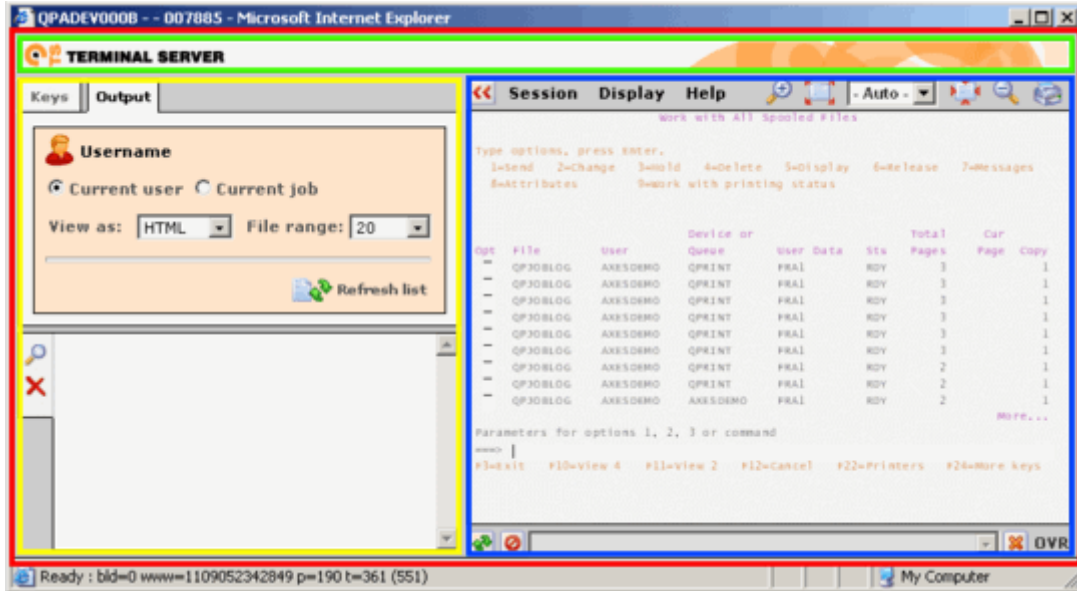 QPADEV000B - - 007885 - Microsoft Internet Explorer
TERMINAL SERVER
Keys Output
Username
Current user Current job
View as: HTML File range: 20
Refresh list
Session Display Help - Auto -
Work with All Spooled Files
Type options, press Enter.
1=Send 2=Change 3=Hold 4=Delete 5=Display 6=Release 7=Messages
8=Attributes 9=Work with printing status
Device or Total Cur
Opt File User Queue User Data Sts Pages Page Copy
QPJOBLOG AXESDEMO QPRINT FRA1 RDY 3 1
QPJOBLOG AXESDEMO QPRINT FRA1 RDY 3 1
QPJOBLOG AXESDEMO QPRINT FRA1 RDY 3 1
QPJOBLOG AXESDEMO QPRINT FRA1 RDY 3 1
QPJOBLOG AXESDEMO QPRINT FRA1 RDY 3 1
QPJOBLOG AXESDEMO QPRINT FRA1 RDY 3 1
QPJOBLOG AXESDEMO QPRINT FRA1 RDY 2 1
QPJOBLOG AXESDEMO AXESDEMO FRA1 RDY 2 1
More...
Parameters for options 1, 2, 3 or command
===>
F3=Exit F10=View 4 F11=View 2 F12=Cancel F22=Printers F24=More keys
OVR
Ready : bld=0 www=1109052342849 p=190 t=361 (551)
My Computer